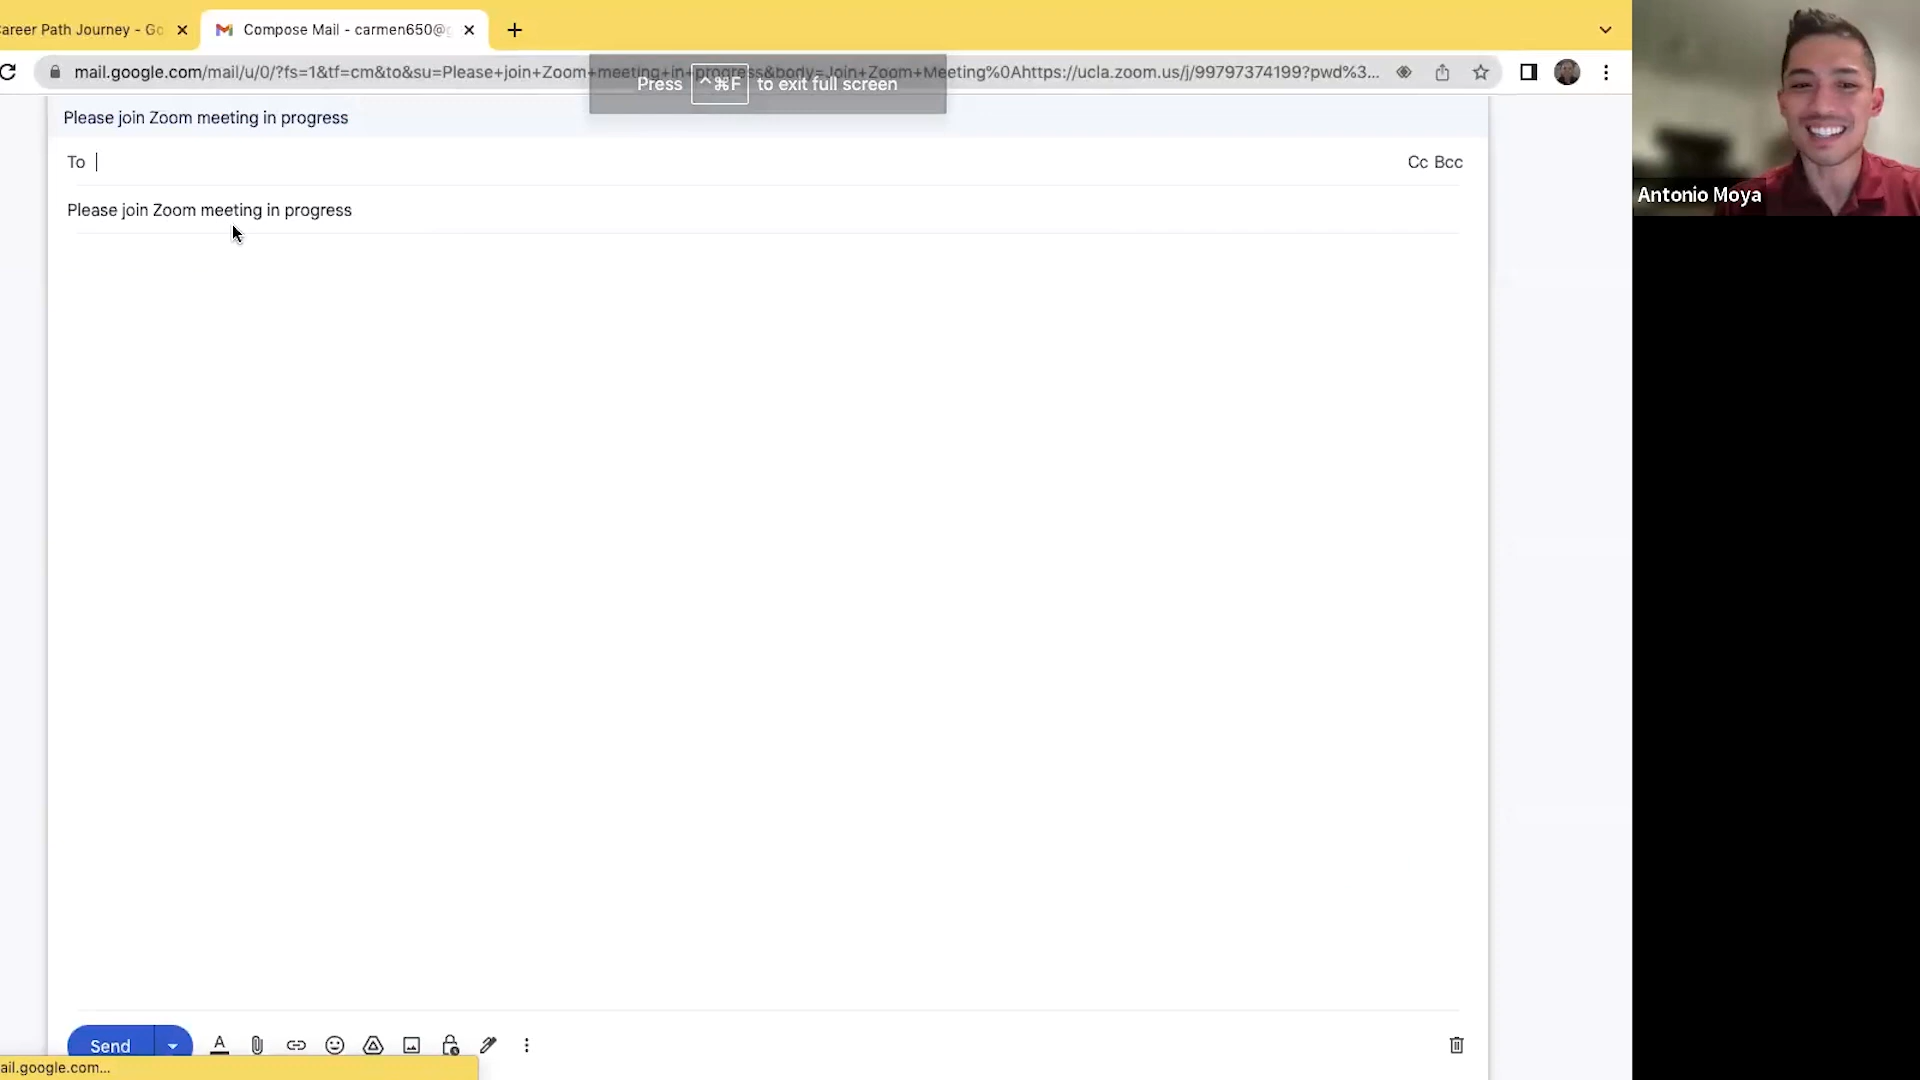 areer Path Journey - Go
Compose Mail - carmen650@g
mail.google.com/mail/u/0/?fs=1&tf=cm&to&su=Please+join+Zoom+meeting+in+progress&body=Join+Zoom+Meeting%0Ahttps://ucla.zoom.us/j/99797374199?pwd%3...
Press ^⌘F to exit full screen
Please join Zoom meeting in progress
To
Cc Bcc
Please join Zoom meeting in progress
Antonio Moya
Send
ail.google.com...